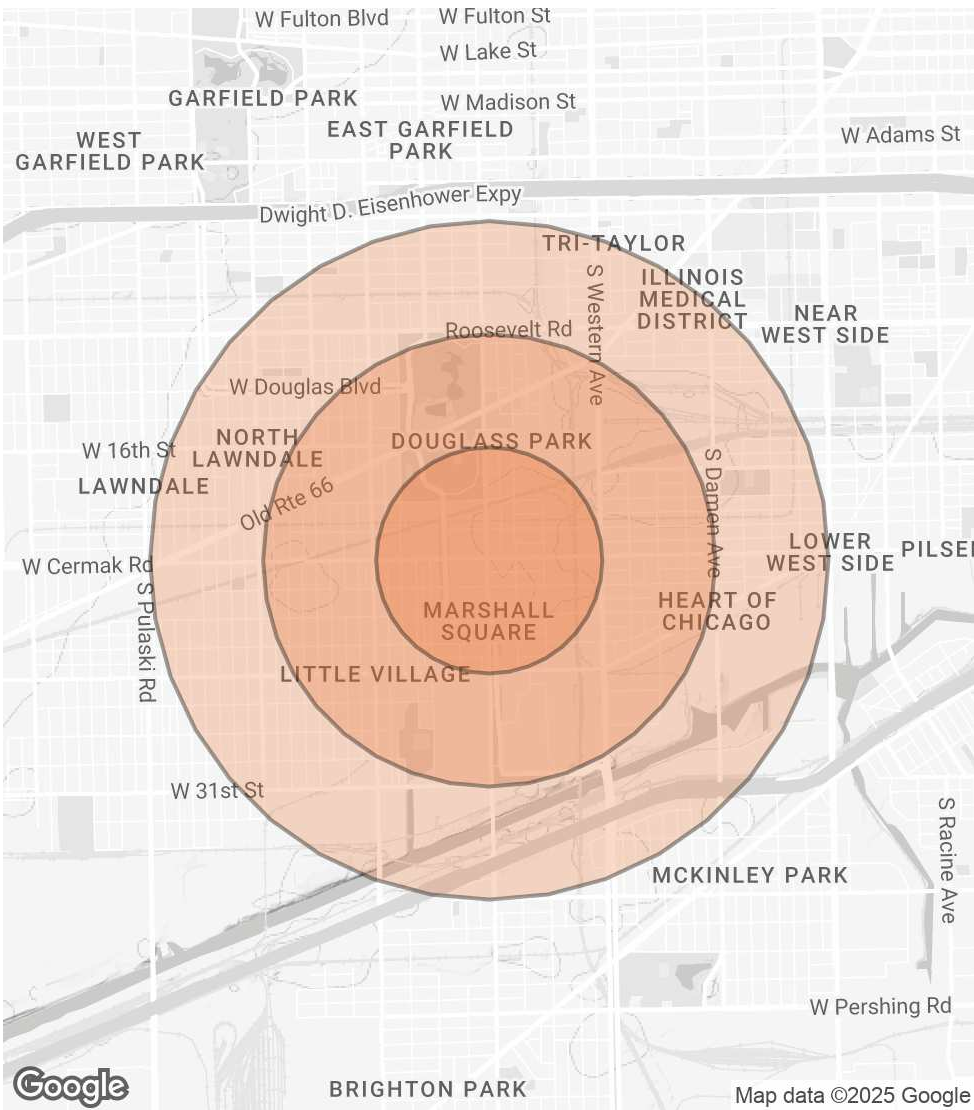 W Fulton Blvd
W Fulton St
W Lake St
GARFIELD PARK
W Madison St
EAST GARFIELD
PARK
WEST
GARFIELD PARK
W Adams St
Dwight D. Eisenhower Expy
TRI-TAYLOR
S Western Ave
ILLINOIS
MEDICAL
DISTRICT
NEAR
WEST SIDE
Roosevelt Rd
W Douglas Blvd
NORTH
LAWNDALE
DOUGLASS PARK
W 16th St
LAWNDALE
Old Rte 66
S Damen Ave
LOWER
WEST SIDE
PILSEN
W Cermak Rd
S Pulaski Rd
MARSHALL
SQUARE
HEART OF
CHICAGO
LITTLE VILLAGE
W 31st St
S Racine Ave
MCKINLEY PARK
W Pershing Rd
Google
BRIGHTON PARK
Map data ©2025 Google